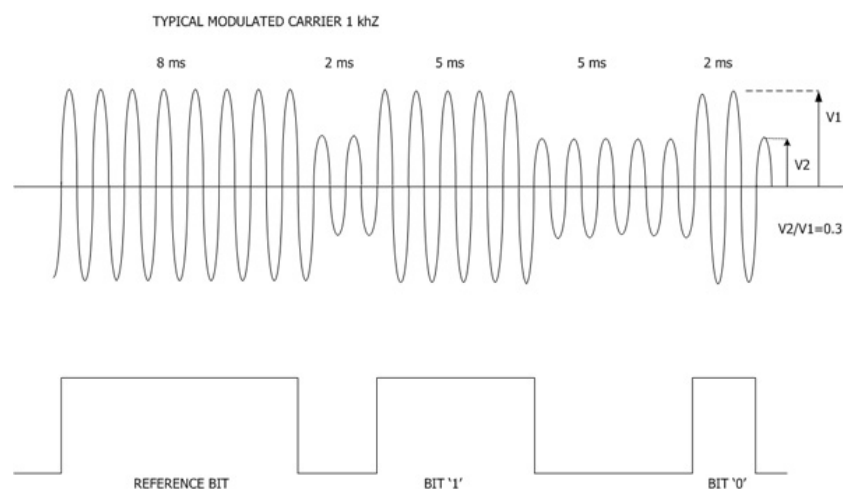 TYPICAL MODULATED CARRIER 1 khZ
8 ms 2 ms 5 ms 5 ms 2 ms
V1
V2
V2/V1=0.3
REFERENCE BIT BIT ‘1’ BIT ‘0’